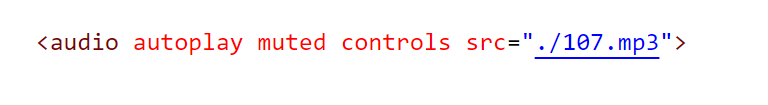 <audio autoplay muted controls src="./107.mp3">